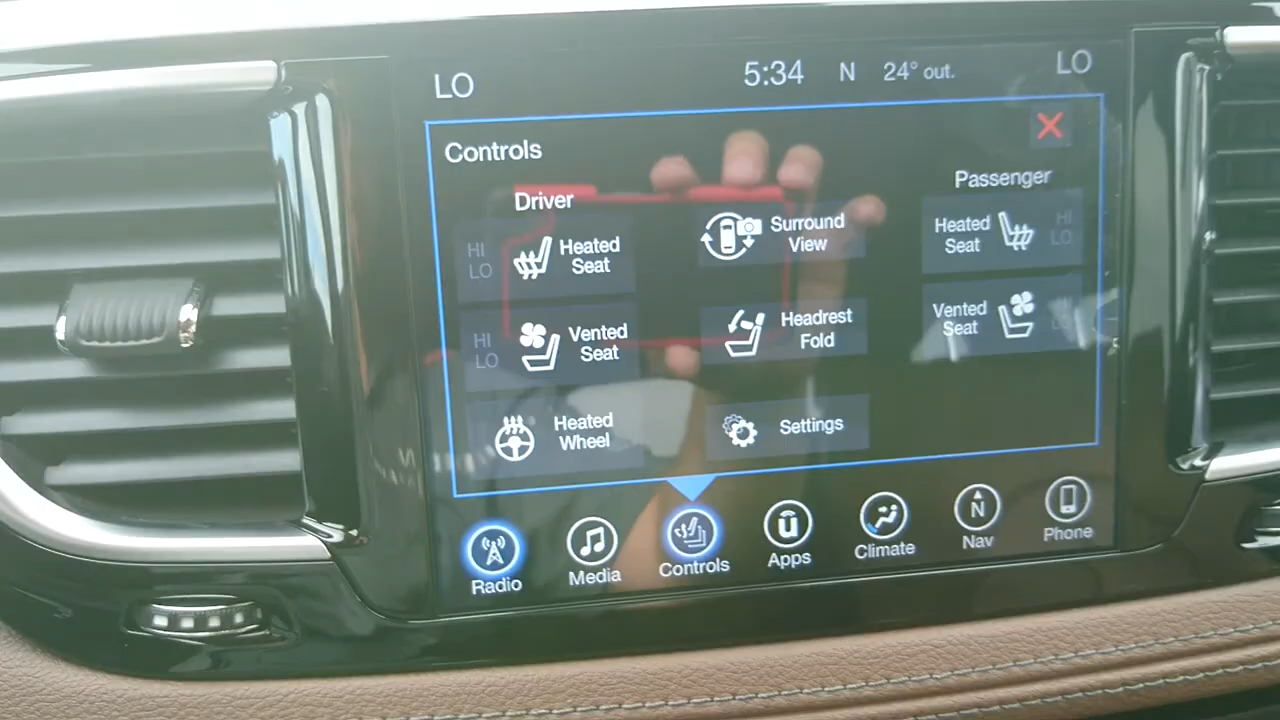 LO 5:34 N 24° out. LO
Controls
Driver
Passenger
HI
LO
Heated
Seat
Surround
View
Heated
Seat
HI
LO
HI
LO
Vented
Seat
Headrest
Fold
Vented
Seat
LO
Heated
Wheel
Settings
Radio
Media
Controls
Apps
Climate
N
Nav
Phone